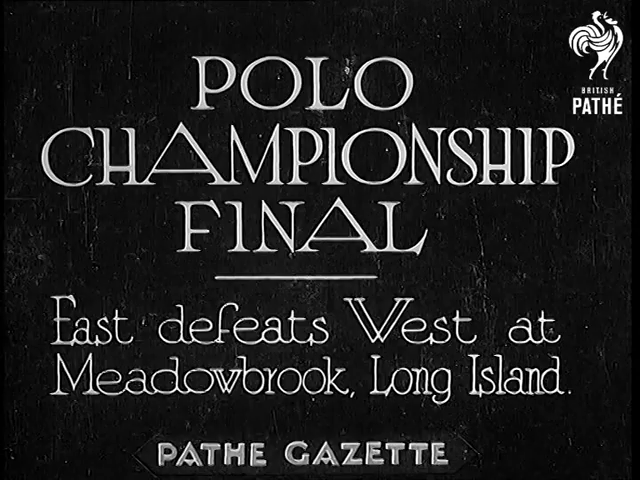 BRITISH
PATHÉ
POLO
CHAMPIONSHIP
FINAL
East defeats West at
Meadowbrook, Long Island.
PATHE GAZETTE